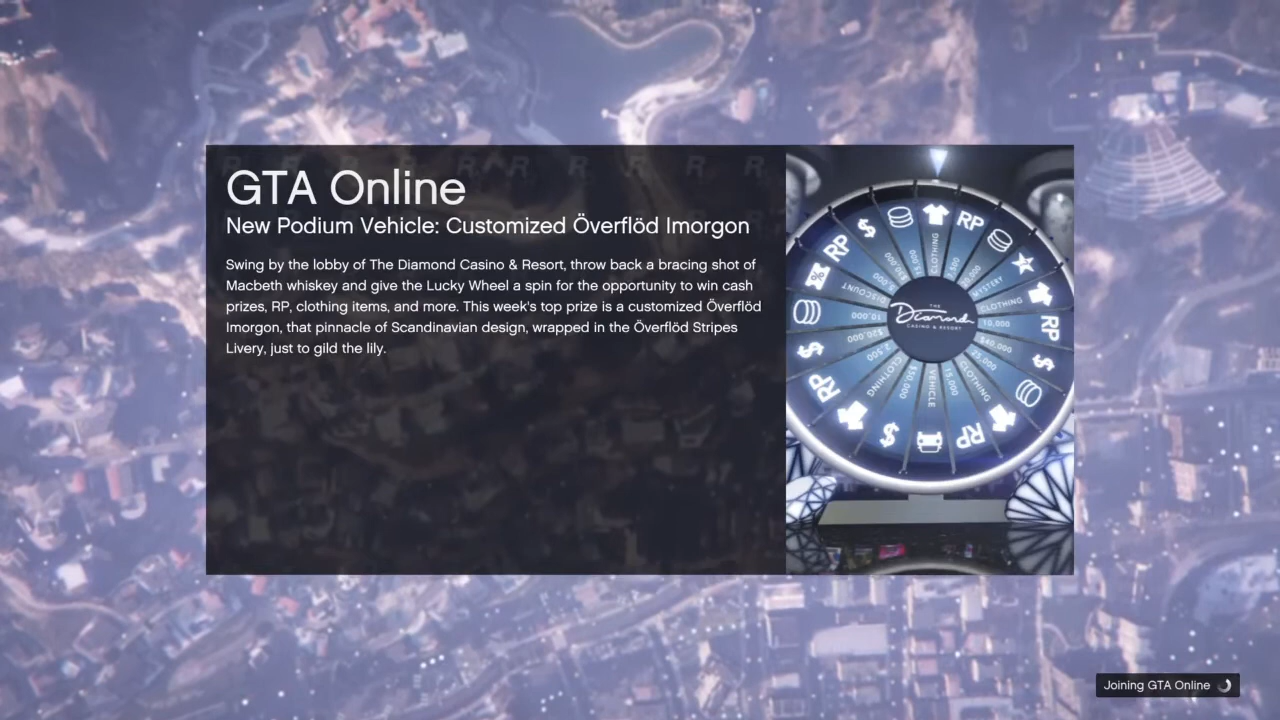 GTA Online
New Podium Vehicle: Customized Överflöd Imorgon
Swing by the lobby of The Diamond Casino & Resort, throw back a bracing shot of
Macbeth whiskey and give the Lucky Wheel a spin for the opportunity to win cash
prizes, RP, clothing items, and more. This week's top prize is a customized Överflöd
Imorgon, that pinnacle of Scandinavian design, wrapped in the Överflöd Stripes
Livery, just to gild the lily.
THE
Diamond
CASINO & RESORT
$
CLOTHING
RP
MYSTERY
CLOTHING
RP
10,000
$
$40,000
25,000
CLOTHING
RP
15,000
VEHICLE
$
$50,000
CLOTHING
RP
2,500
$
$20,000
10,000
DISCOUNT
RP
Joining GTA Online